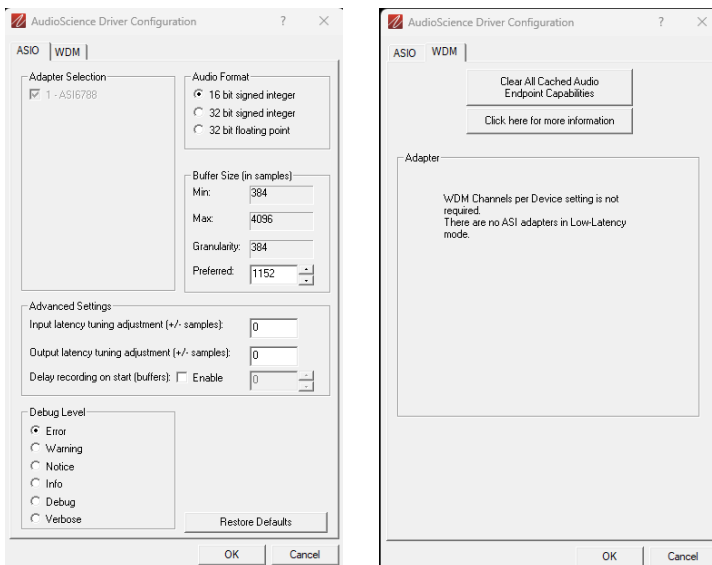 AudioScience Driver Configuration
ASIO
WDM
Adapter Selection
1 - ASI6788
Audio Format
16 bit signed integer
32 bit signed integer
32 bit floating point
Buffer Size (in samples)
Min: 384
Max: 4096
Granularity: 384
Preferred: 1152
Advanced Settings
Input latency tuning adjustment (+/- samples): 0
Output latency tuning adjustment (+/- samples): 0
Delay recording on start (buffers): Enable 0
Debug Level
Error
Warning
Notice
Info
Debug
Verbose
Restore Defaults
OK
Cancel
AudioScience Driver Configuration
ASIO
WDM
Clear All Cached Audio
Endpoint Capabilities
Click here for more information
Adapter
WDM Channels per Device setting is not
required.
There are no ASI adapters in Low-Latency
mode.
OK
Cancel